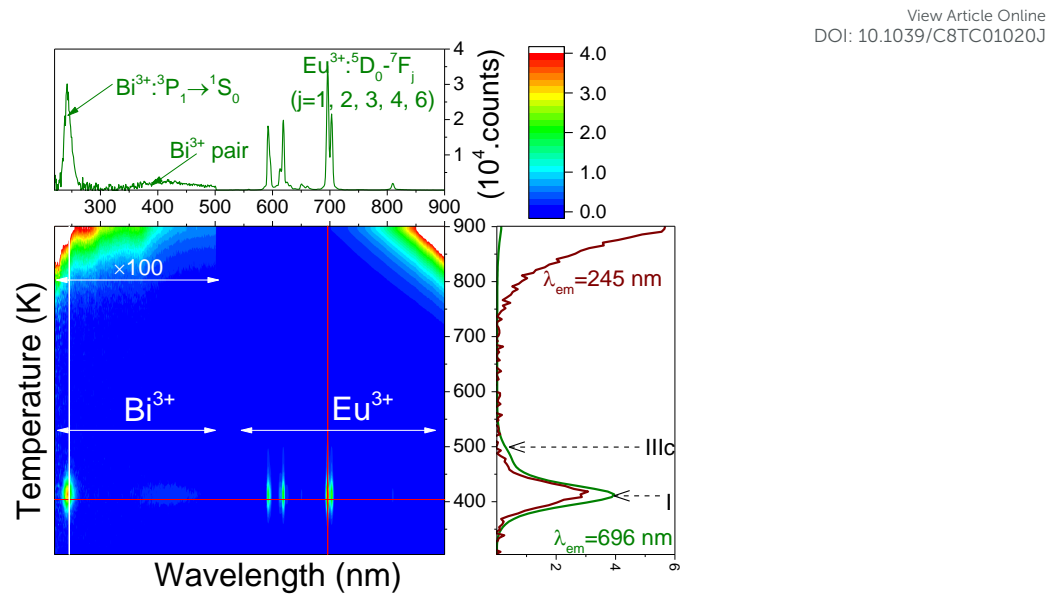 View Article Online
DOI: 10.1039/C8TC01020J
Bi³⁺:³P₁→¹S₀
Bi³⁺ pair
Eu³⁺:⁵D₀-⁷Fⱼ
(j=1, 2, 3, 4, 6)
4
3
2
1
(10⁴.counts)
300 400 500 600 700 800 900
4.0
3.0
2.0
1.0
0.0
×100
Bi³⁺
Eu³⁺
Temperature (K)
Wavelength (nm)
900
800
700
600
500
400
λem=245 nm
IIIc
I
λem=696 nm
2 4 6